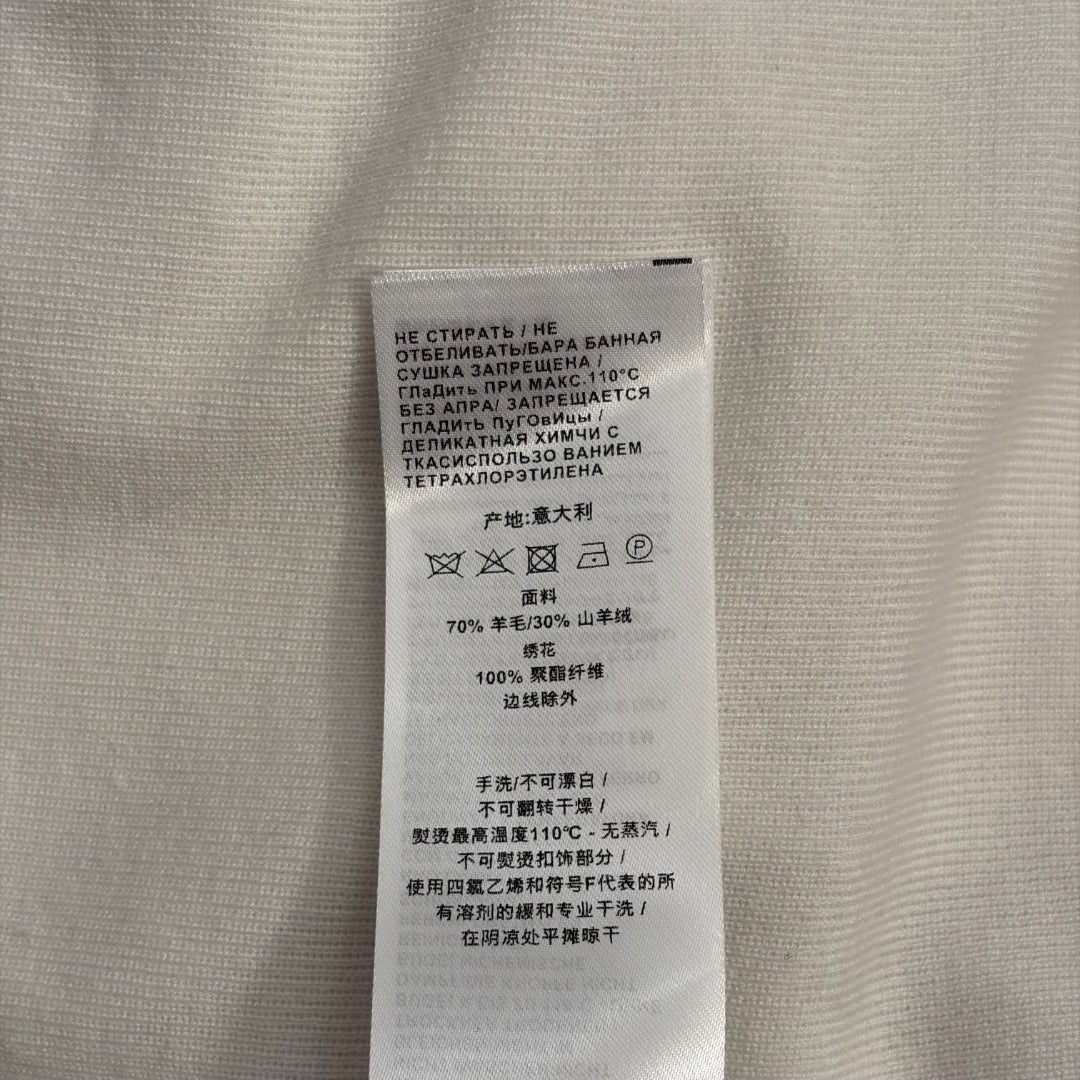 НЕ СТИРАТЬ / НЕ
ОТБЕЛИВАТЬ/БАРА БАННАЯ
СУШКА ЗАПРЕЩЕНА /
ГЛаДить ПРИ МАКС.110°С
БЕЗ АПРА/ ЗАПРЕЩАЕТСЯ
ГЛАДИтЬ ПуГОвИцы /
ДЕЛИКАТНАЯ ХИМЧИ С
ТКАСИСПОЛЬЗО ВАНИЕМ
ТЕТРАХЛОРЭТИЛЕНА
产地:意大利
P
面料
70% 羊毛/30% 山羊绒
绣花
100% 聚酯纤维
边线除外
手洗/不可漂白 /
不可翻转干燥 /
熨烫最高温度110℃ - 无蒸汽 /
不可熨烫扣饰部分 /
使用四氯乙烯和符号F代表的所
有溶剂的緩和专业干洗 /
在阴凉处平摊晾干